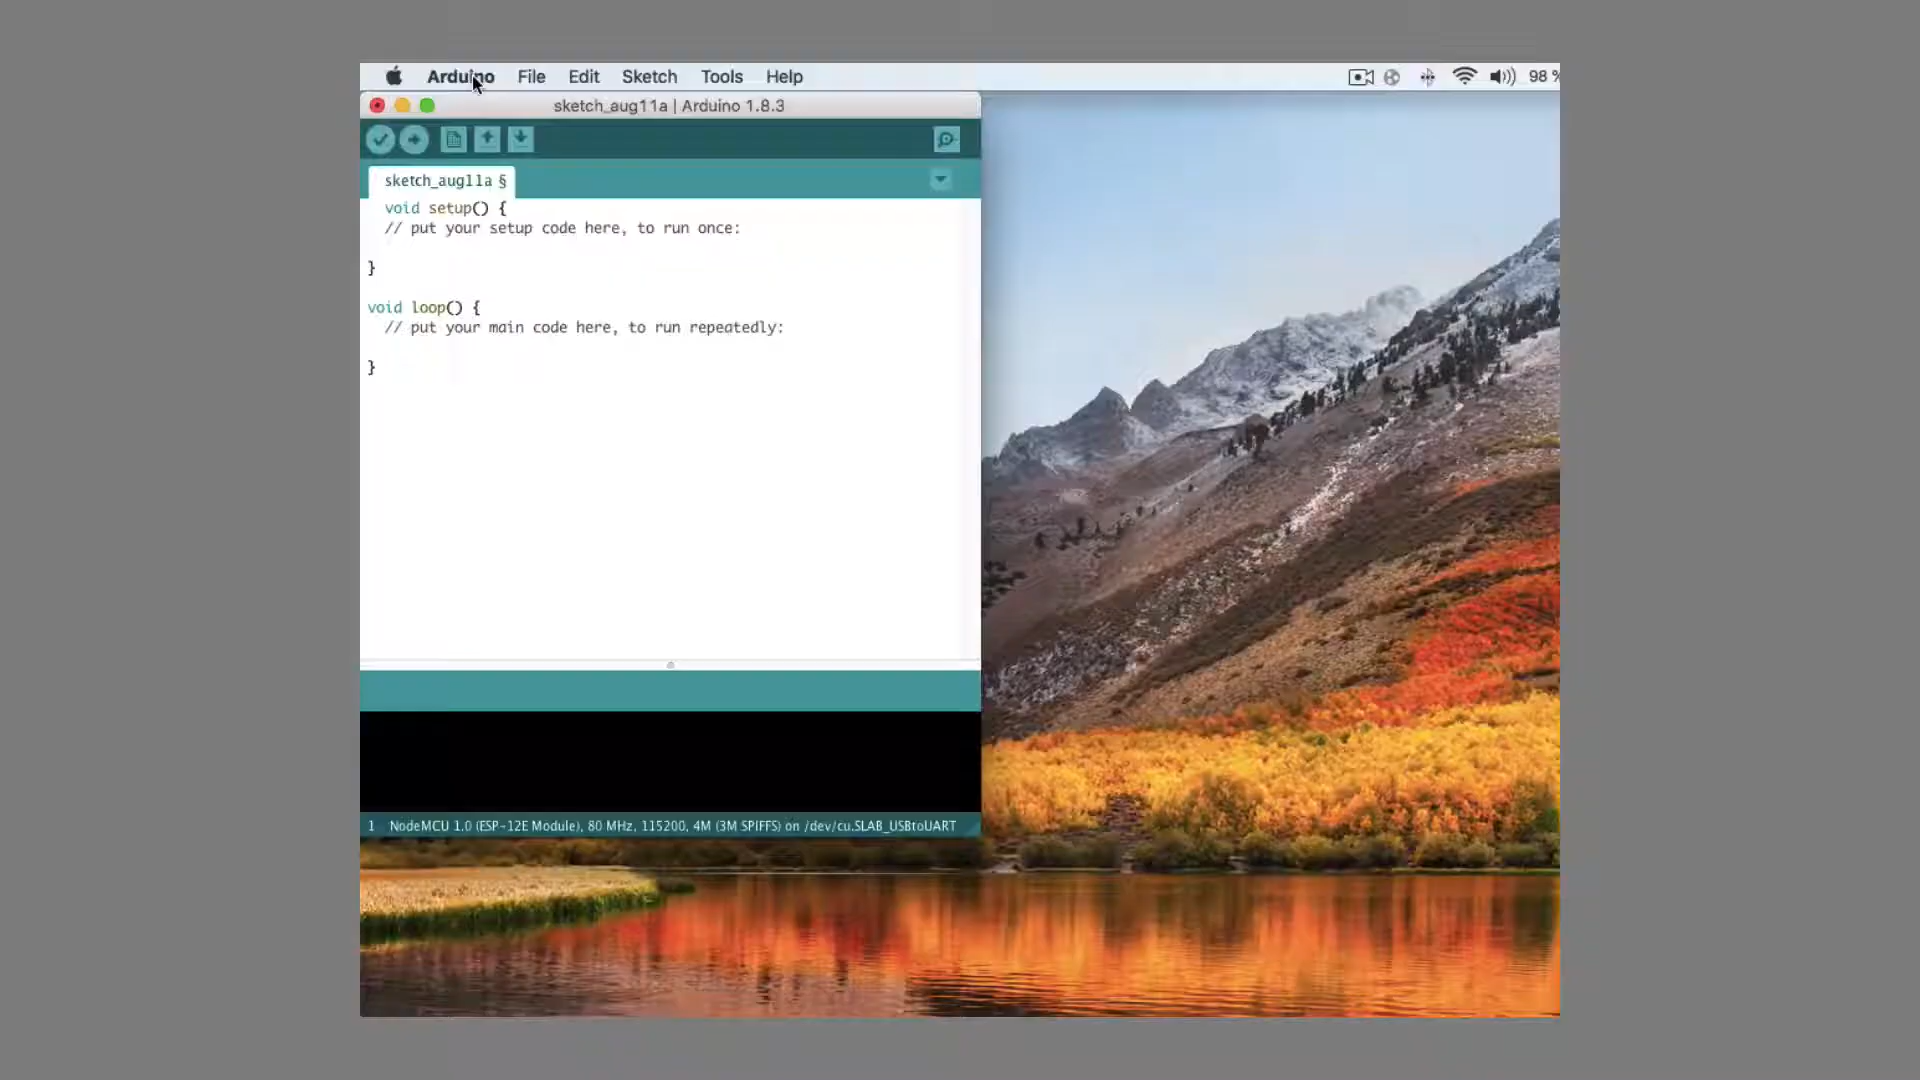 Arduino File Edit Sketch Tools Help 98 %
sketch_aug11a | Arduino 1.8.3
sketch_aug11a §
void setup() {
// put your setup code here, to run once:
}
void loop() {
// put your main code here, to run repeatedly:
}
1 NodeMCU 1.0 (ESP-12E Module), 80 MHz, 115200, 4M (3M SPIFFS) on /dev/cu.SLAB_USBtoUART